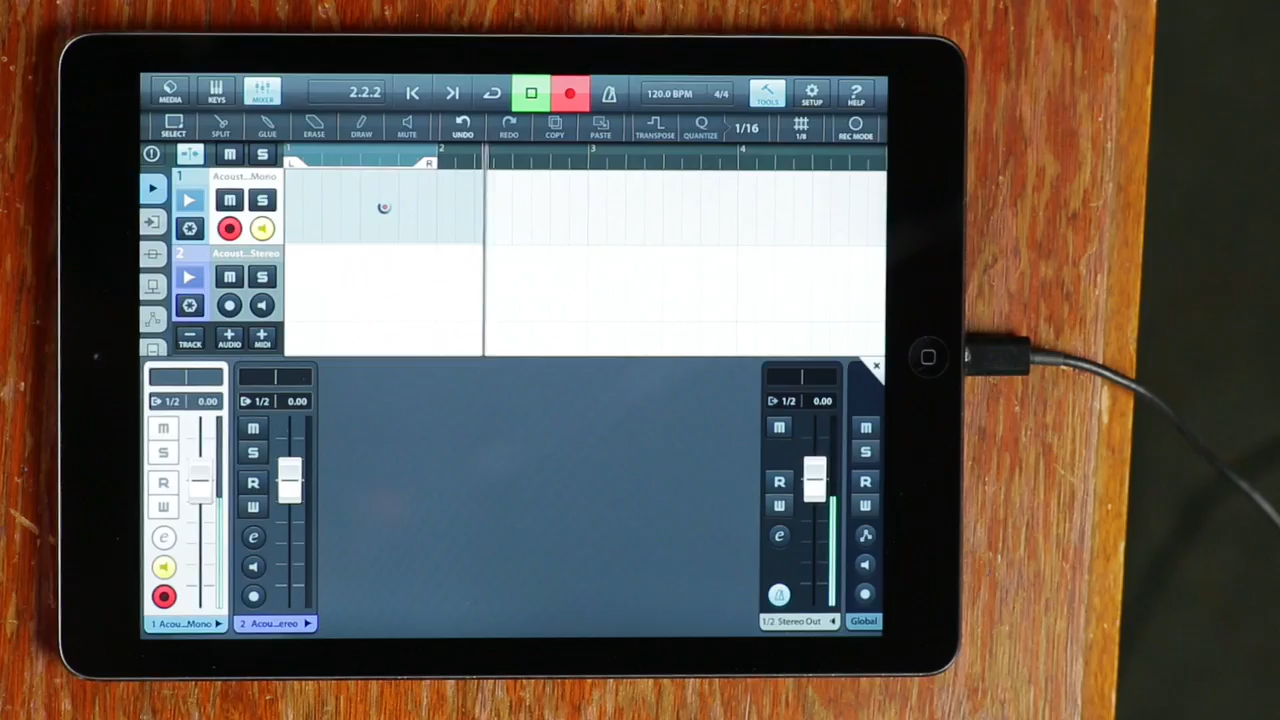 MEDIA KEYS MIXER 2.2.2 120.0 BPM 4/4 TOOLS SETUP HELP
SELECT SPLIT GLUE ERASE DRAW MUTE UNDO REDO COPY PASTE TRANSPOSE QUANTIZE 1/16 1/8 REC MODE
M S 1 2 3 4
L R
1 Acoust...Mono
M S
2 Acoust...Stereo
M S
TRACK AUDIO MIDI
1/2 0.00 1/2 0.00 1/2 0.00
M M M M
S S S
R R R R
W W W W
e e e
1 Acou...Mono 2 Acou...ereo 1/2 Stereo Out Global